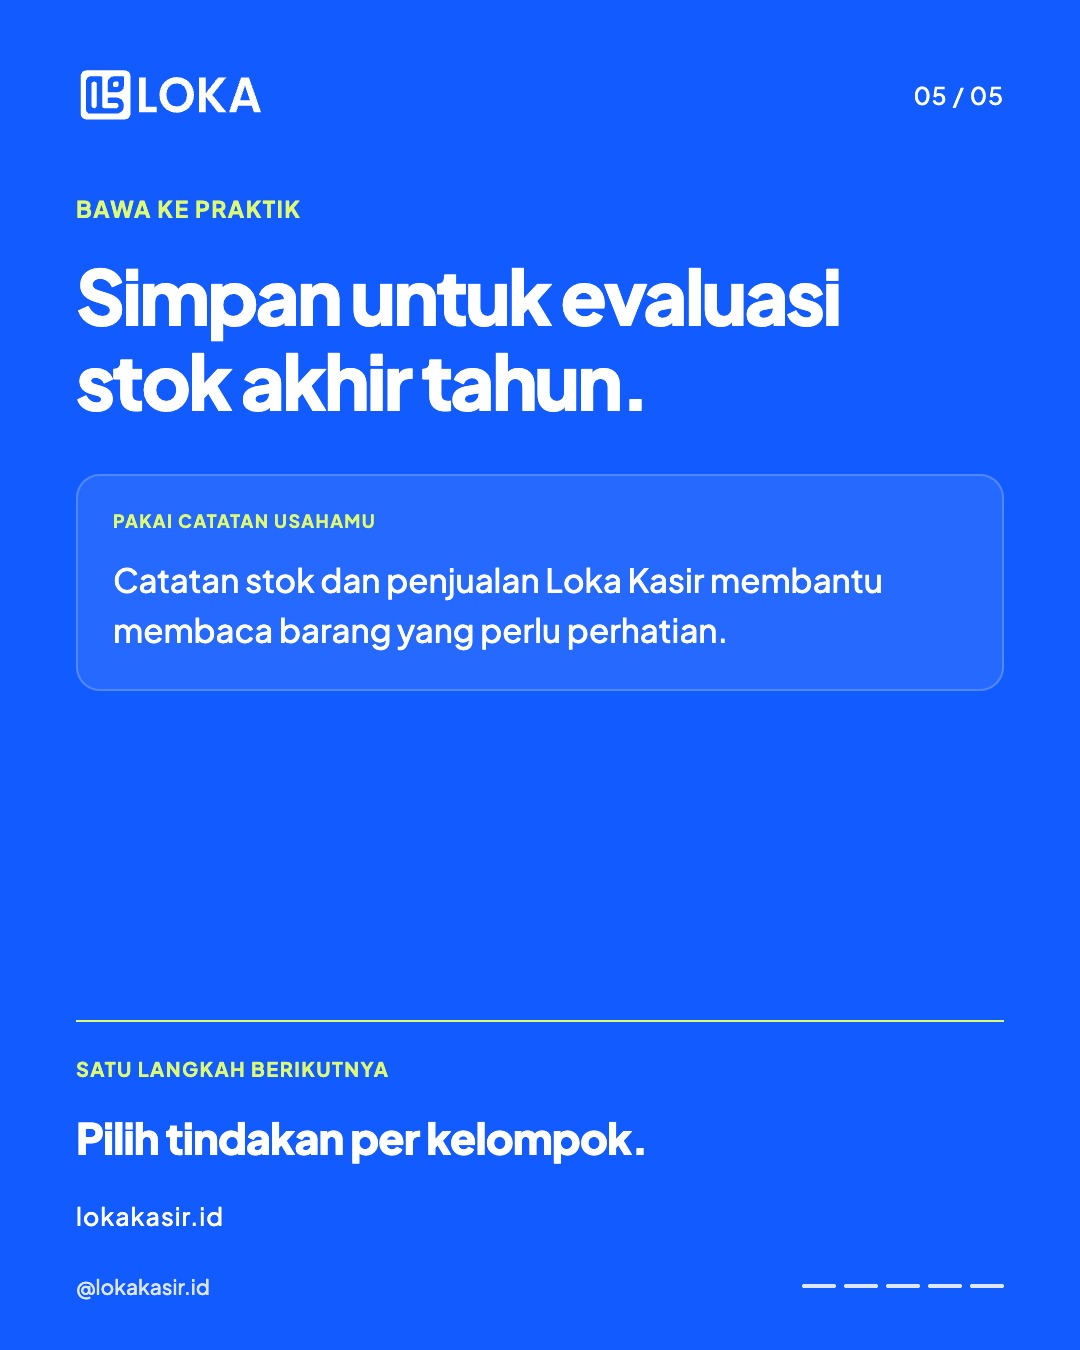 LOKA
05 / 05
BAWA KE PRAKTIK
Simpan untuk evaluasi
stok akhir tahun.
PAKAI CATATAN USAHAMU
Catatan stok dan penjualan Loka Kasir membantu
membaca barang yang perlu perhatian.
SATU LANGKAH BERIKUTNYA
Pilih tindakan per kelompok.
lokakasir.id
@lokakasir.id